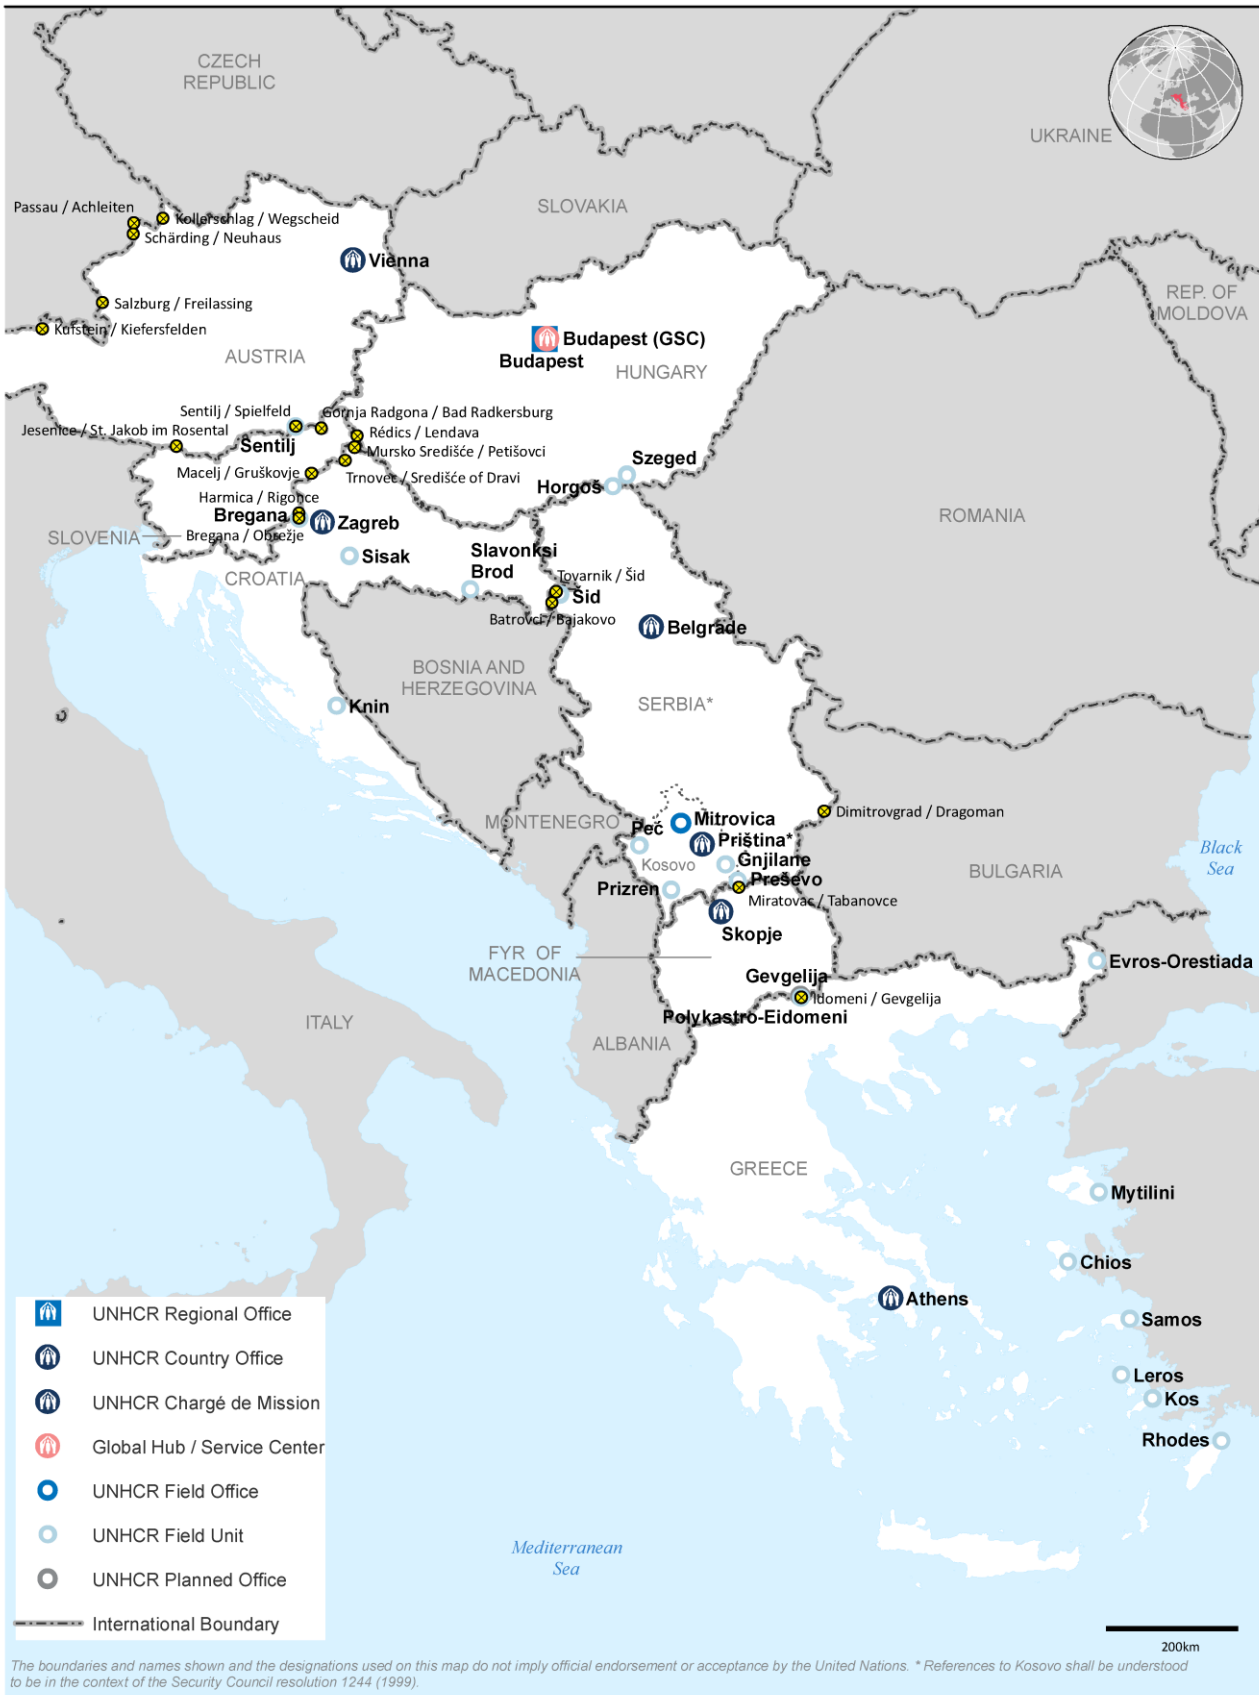 CZECH
REPUBLIC
UKRAINE
SLOVAKIA
Passau / Achleiten
Kollerschlag / Wegscheid
Schärding / Neuhaus
Vienna
REP. OF
MOLDOVA
Salzburg / Freilassing
Kufstein / Kiefersfelden
Budapest (GSC)
Budapest
AUSTRIA
HUNGARY
Sentilj / Spielfeld
Gornja Radgona / Bad Radkersburg
Jesenice / St. Jakob im Rosental
Rédics / Lendava
Sentilj
Mursko Središće / Petišovci
Szeged
Macelj / Gruškovje
Trnovec / Središće of Dravi
Horgoš
Harmica / Rigonce
Bregana
Zagreb
ROMANIA
SLOVENIA
Bregana / Obrežje
Sisak
Slavonksi
Brod
CROATIA
Tovarnik / Šid
Šid
Batrovci / Bajakovo
Belgrade
BOSNIA AND
HERZEGOVINA
SERBIA*
Knin
Dimitrovgrad / Dragoman
MONTENEGRO
Mitrovica
Peć
Priština*
Black
Sea
Kosovo
Gnjilane
BULGARIA
Prizren
Preševo
Miratovac / Tabanovce
Skopje
FYR OF
MACEDONIA
Evros-Orestiada
Gevgelija
Idomeni / Gevgelija
Polykastro-Eidomeni
ITALY
ALBANIA
GREECE
Mytilini
Chios
Athens
Samos
Leros
Kos
Rhodes
UNHCR Regional Office
UNHCR Country Office
UNHCR Chargé de Mission
Global Hub / Service Center
UNHCR Field Office
UNHCR Field Unit
UNHCR Planned Office
International Boundary
Mediterranean
Sea
200km
The boundaries and names shown and the designations used on this map do not imply official endorsement or acceptance by the United Nations. * References to Kosovo shall be understood
to be in the context of the Security Council resolution 1244 (1999).